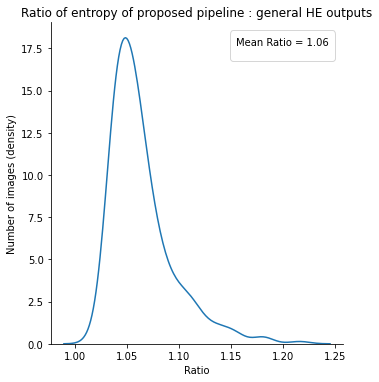 Ratio of entropy of proposed pipeline : general HE outputs
Mean Ratio = 1.06
Number of images (density)
17.5
15.0
12.5
10.0
7.5
5.0
2.5
0.0
1.00 1.05 1.10 1.15 1.20 1.25
Ratio